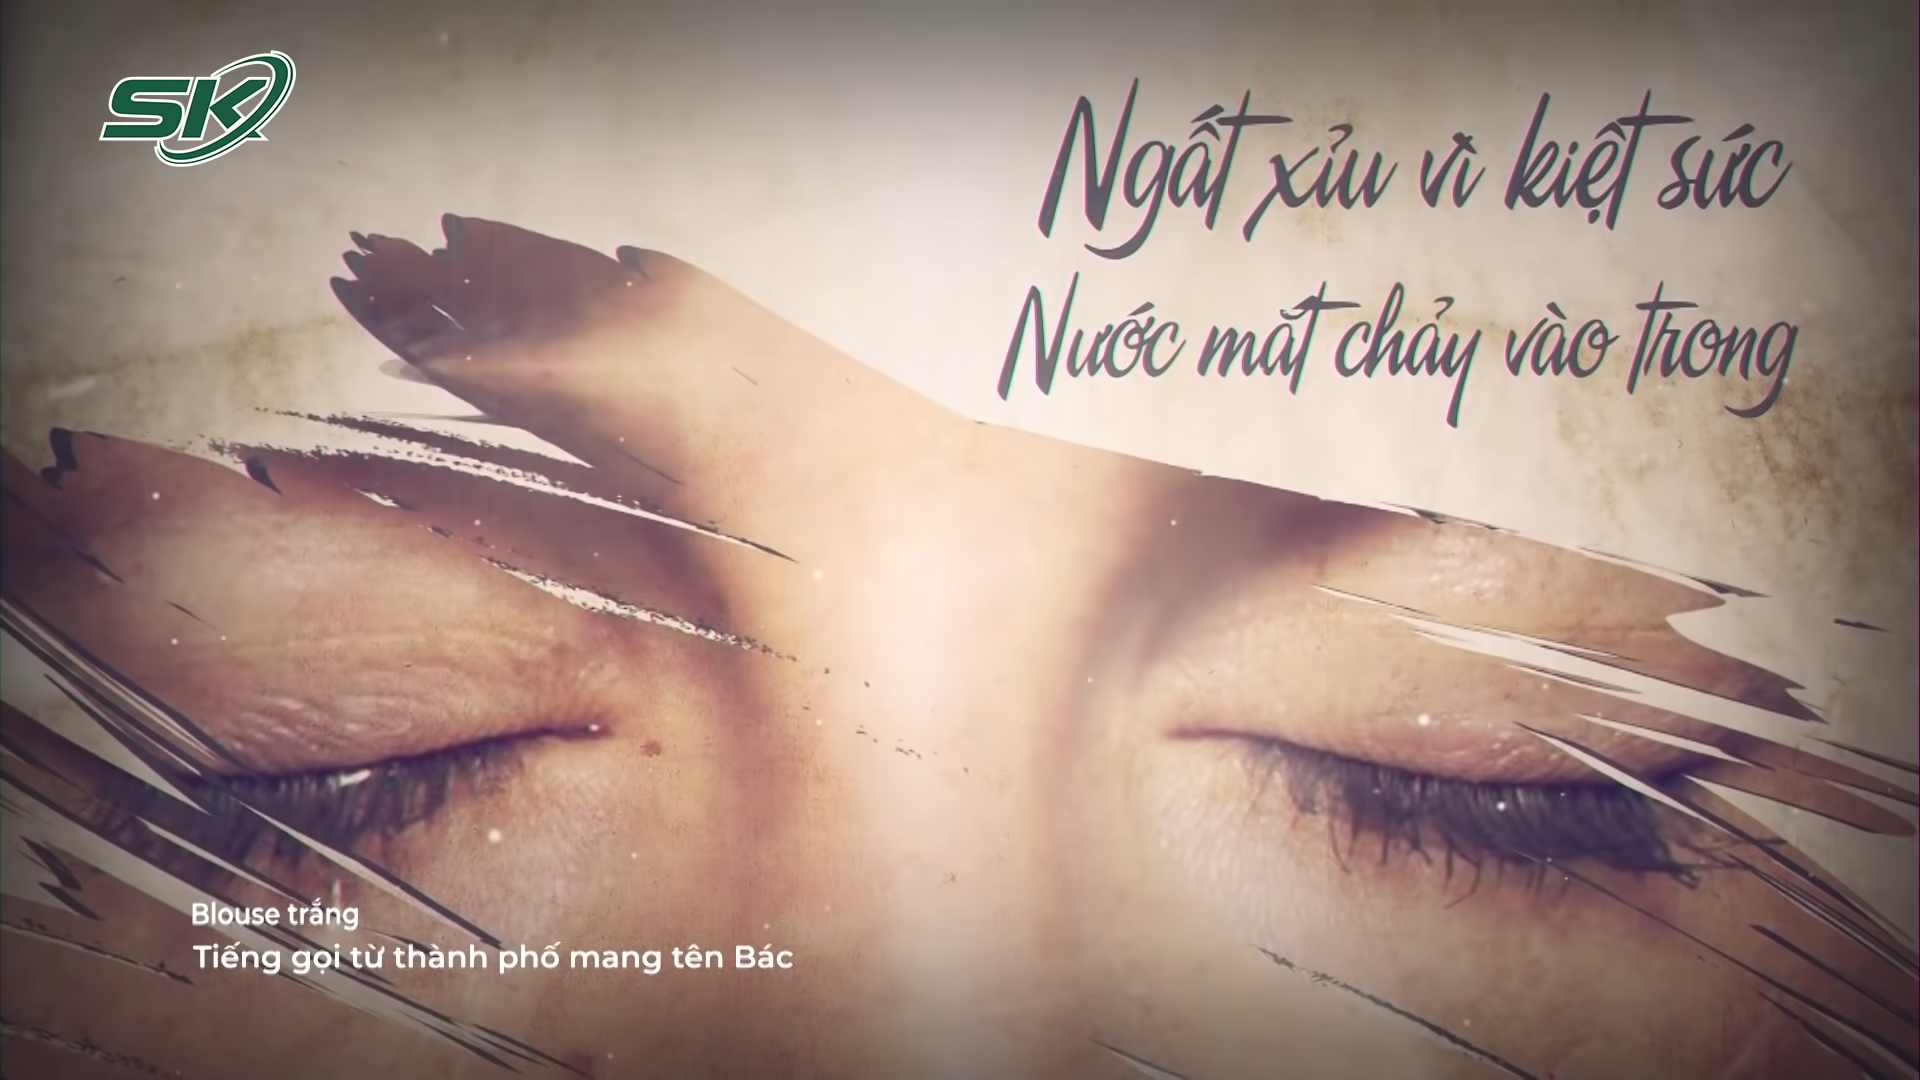 SK
Ngất xỉu vì kiệt sức
Nước mắt chảy vào trong
Blouse trắng
Tiếng gọi từ thành phố mang tên Bác